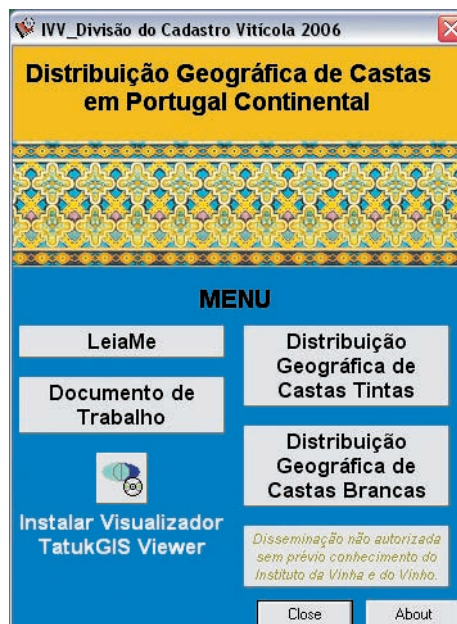 IVV_Divisão do Cadastro Vitícola 2006
Distribuição Geográfica de Castas
em Portugal Continental
MENU
LeiaMe
Documento de
Trabalho
Instalar Visualizador
TatukGIS Viewer
Distribuição
Geográfica de
Castas Tintas
Distribuição
Geográfica de
Castas Brancas
Disseminação não autorizada
sem prévio conhecimento do
Instituto da Vinha e do Vinho.
Close
About